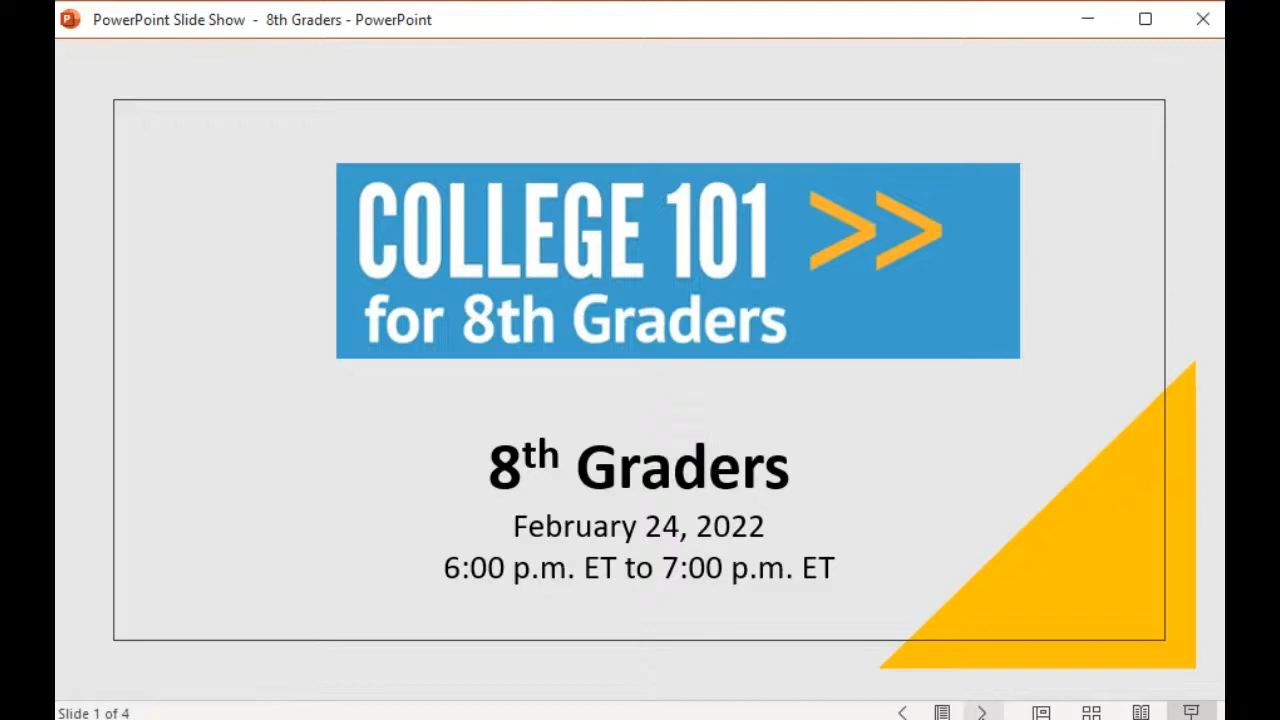 PowerPoint Slide Show - 8th Graders - PowerPoint
COLLEGE 101 >>
for 8th Graders
8th Graders
February 24, 2022
6:00 p.m. ET to 7:00 p.m. ET
Slide 1 of 4